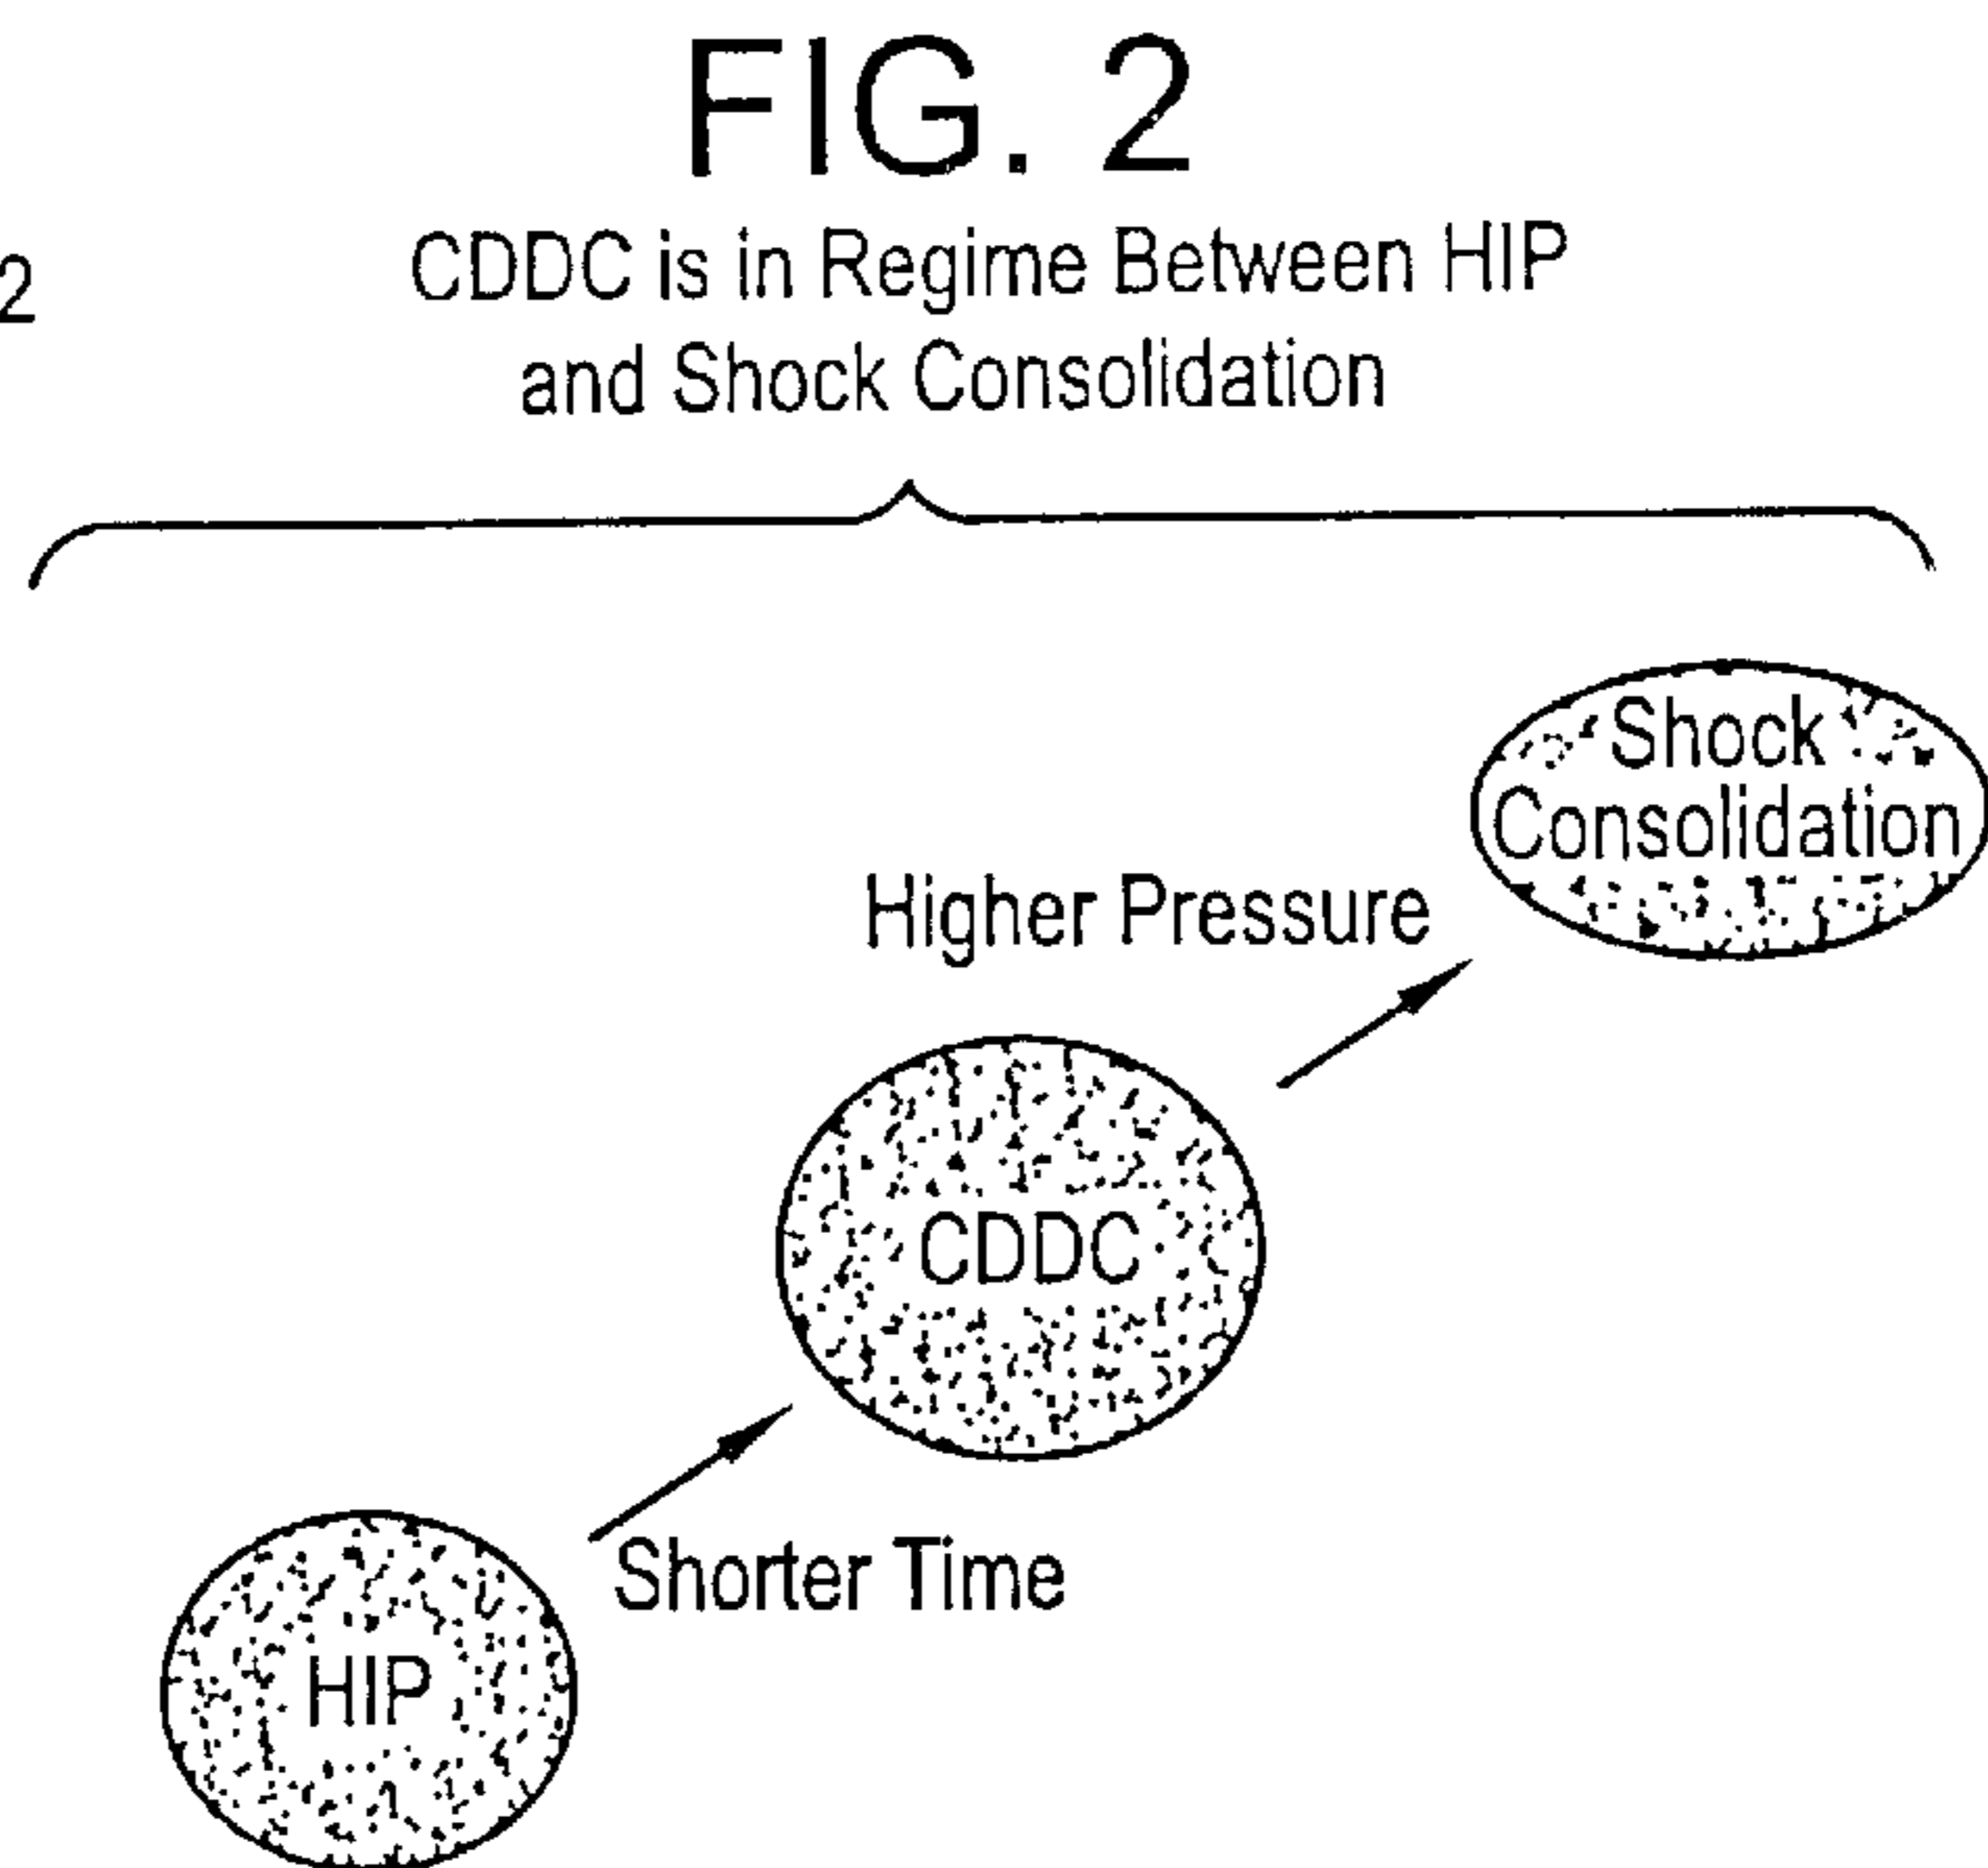 FIG. 2
2
CDDC is in Regime Between HIP
and Shock Consolidation
Shock
Consolidation
Higher Pressure
CDDC
Shorter Time
HIP